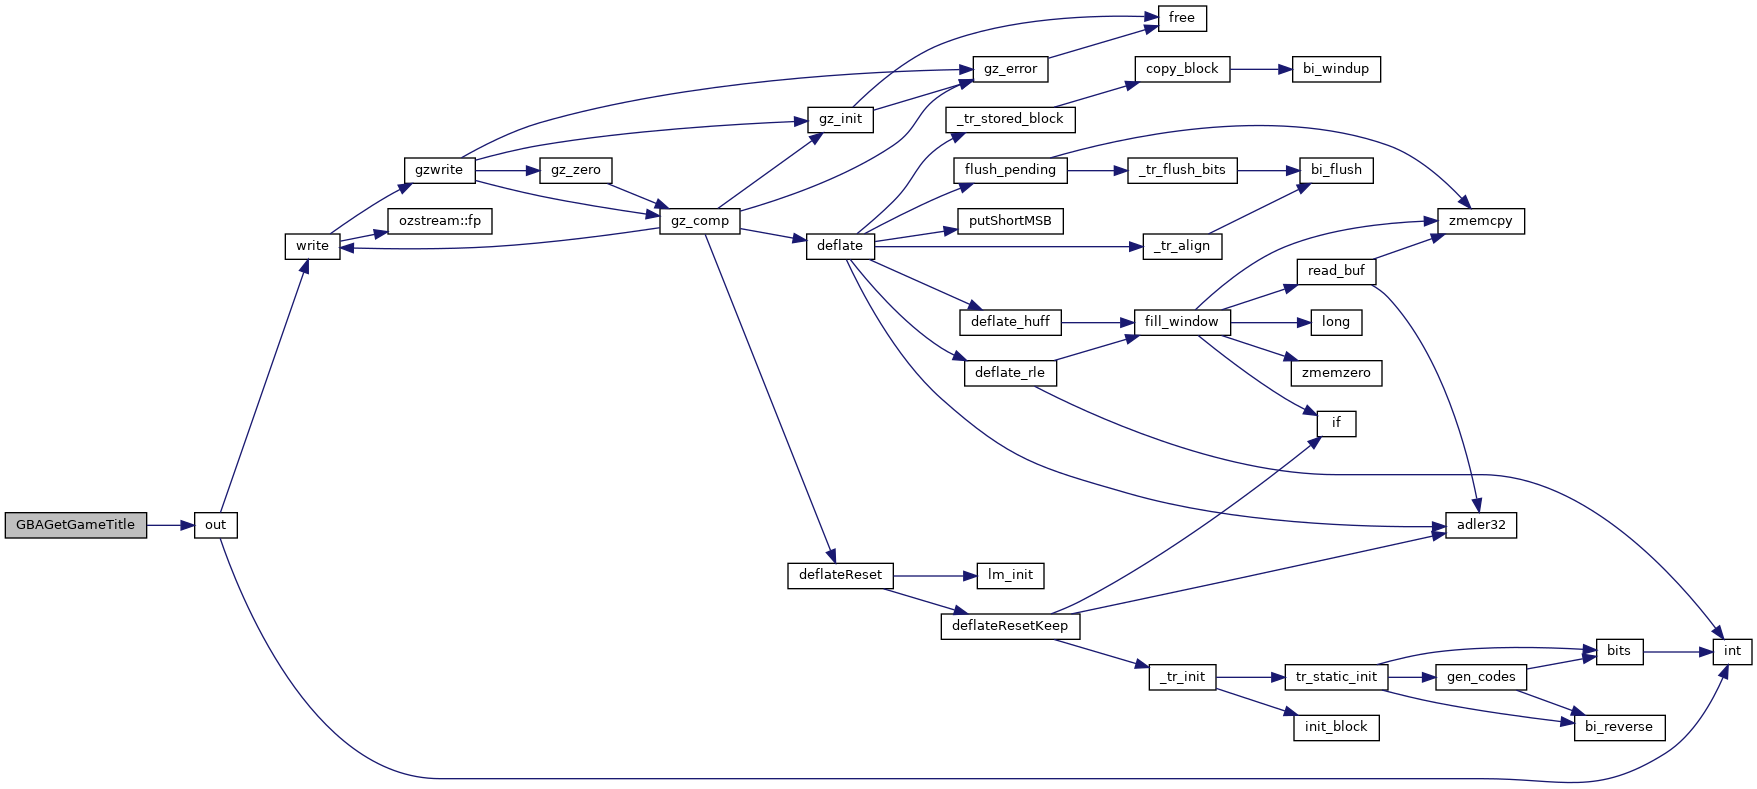 free
gz_error
copy_block
bi_windup
gz_init
_tr_stored_block
gzwrite
gz_zero
flush_pending
_tr_flush_bits
bi_flush
ozstream::fp
gz_comp
putShortMSB
zmemcpy
write
deflate
_tr_align
read_buf
deflate_huff
fill_window
long
deflate_rle
zmemzero
if
GBAGetGameTitle
out
adler32
deflateReset
lm_init
deflateResetKeep
bits
int
_tr_init
tr_static_init
gen_codes
init_block
bi_reverse